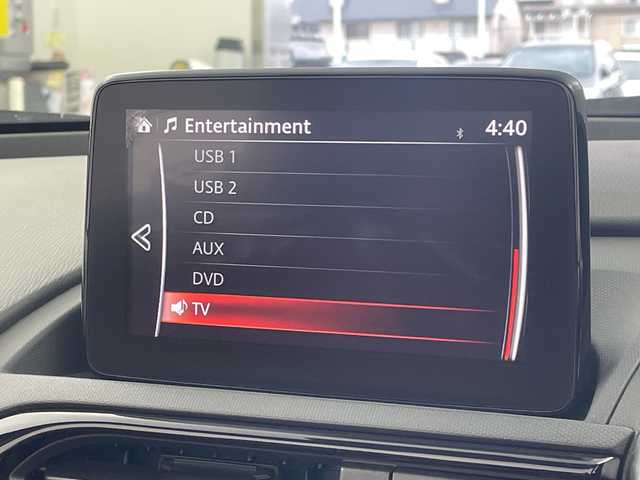 Entertainment 4:40
USB 1
USB 2
CD
AUX
DVD
TV